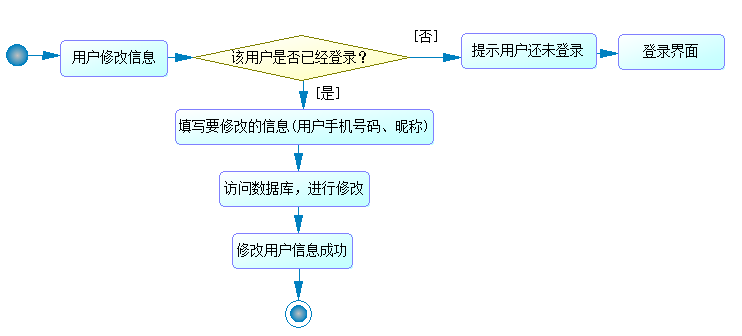 用户修改信息
该用户是否已经登录？
[否]
提示用户还未登录
登录界面
[是]
填写要修改的信息(用户手机号码、昵称)
访问数据库，进行修改
修改用户信息成功